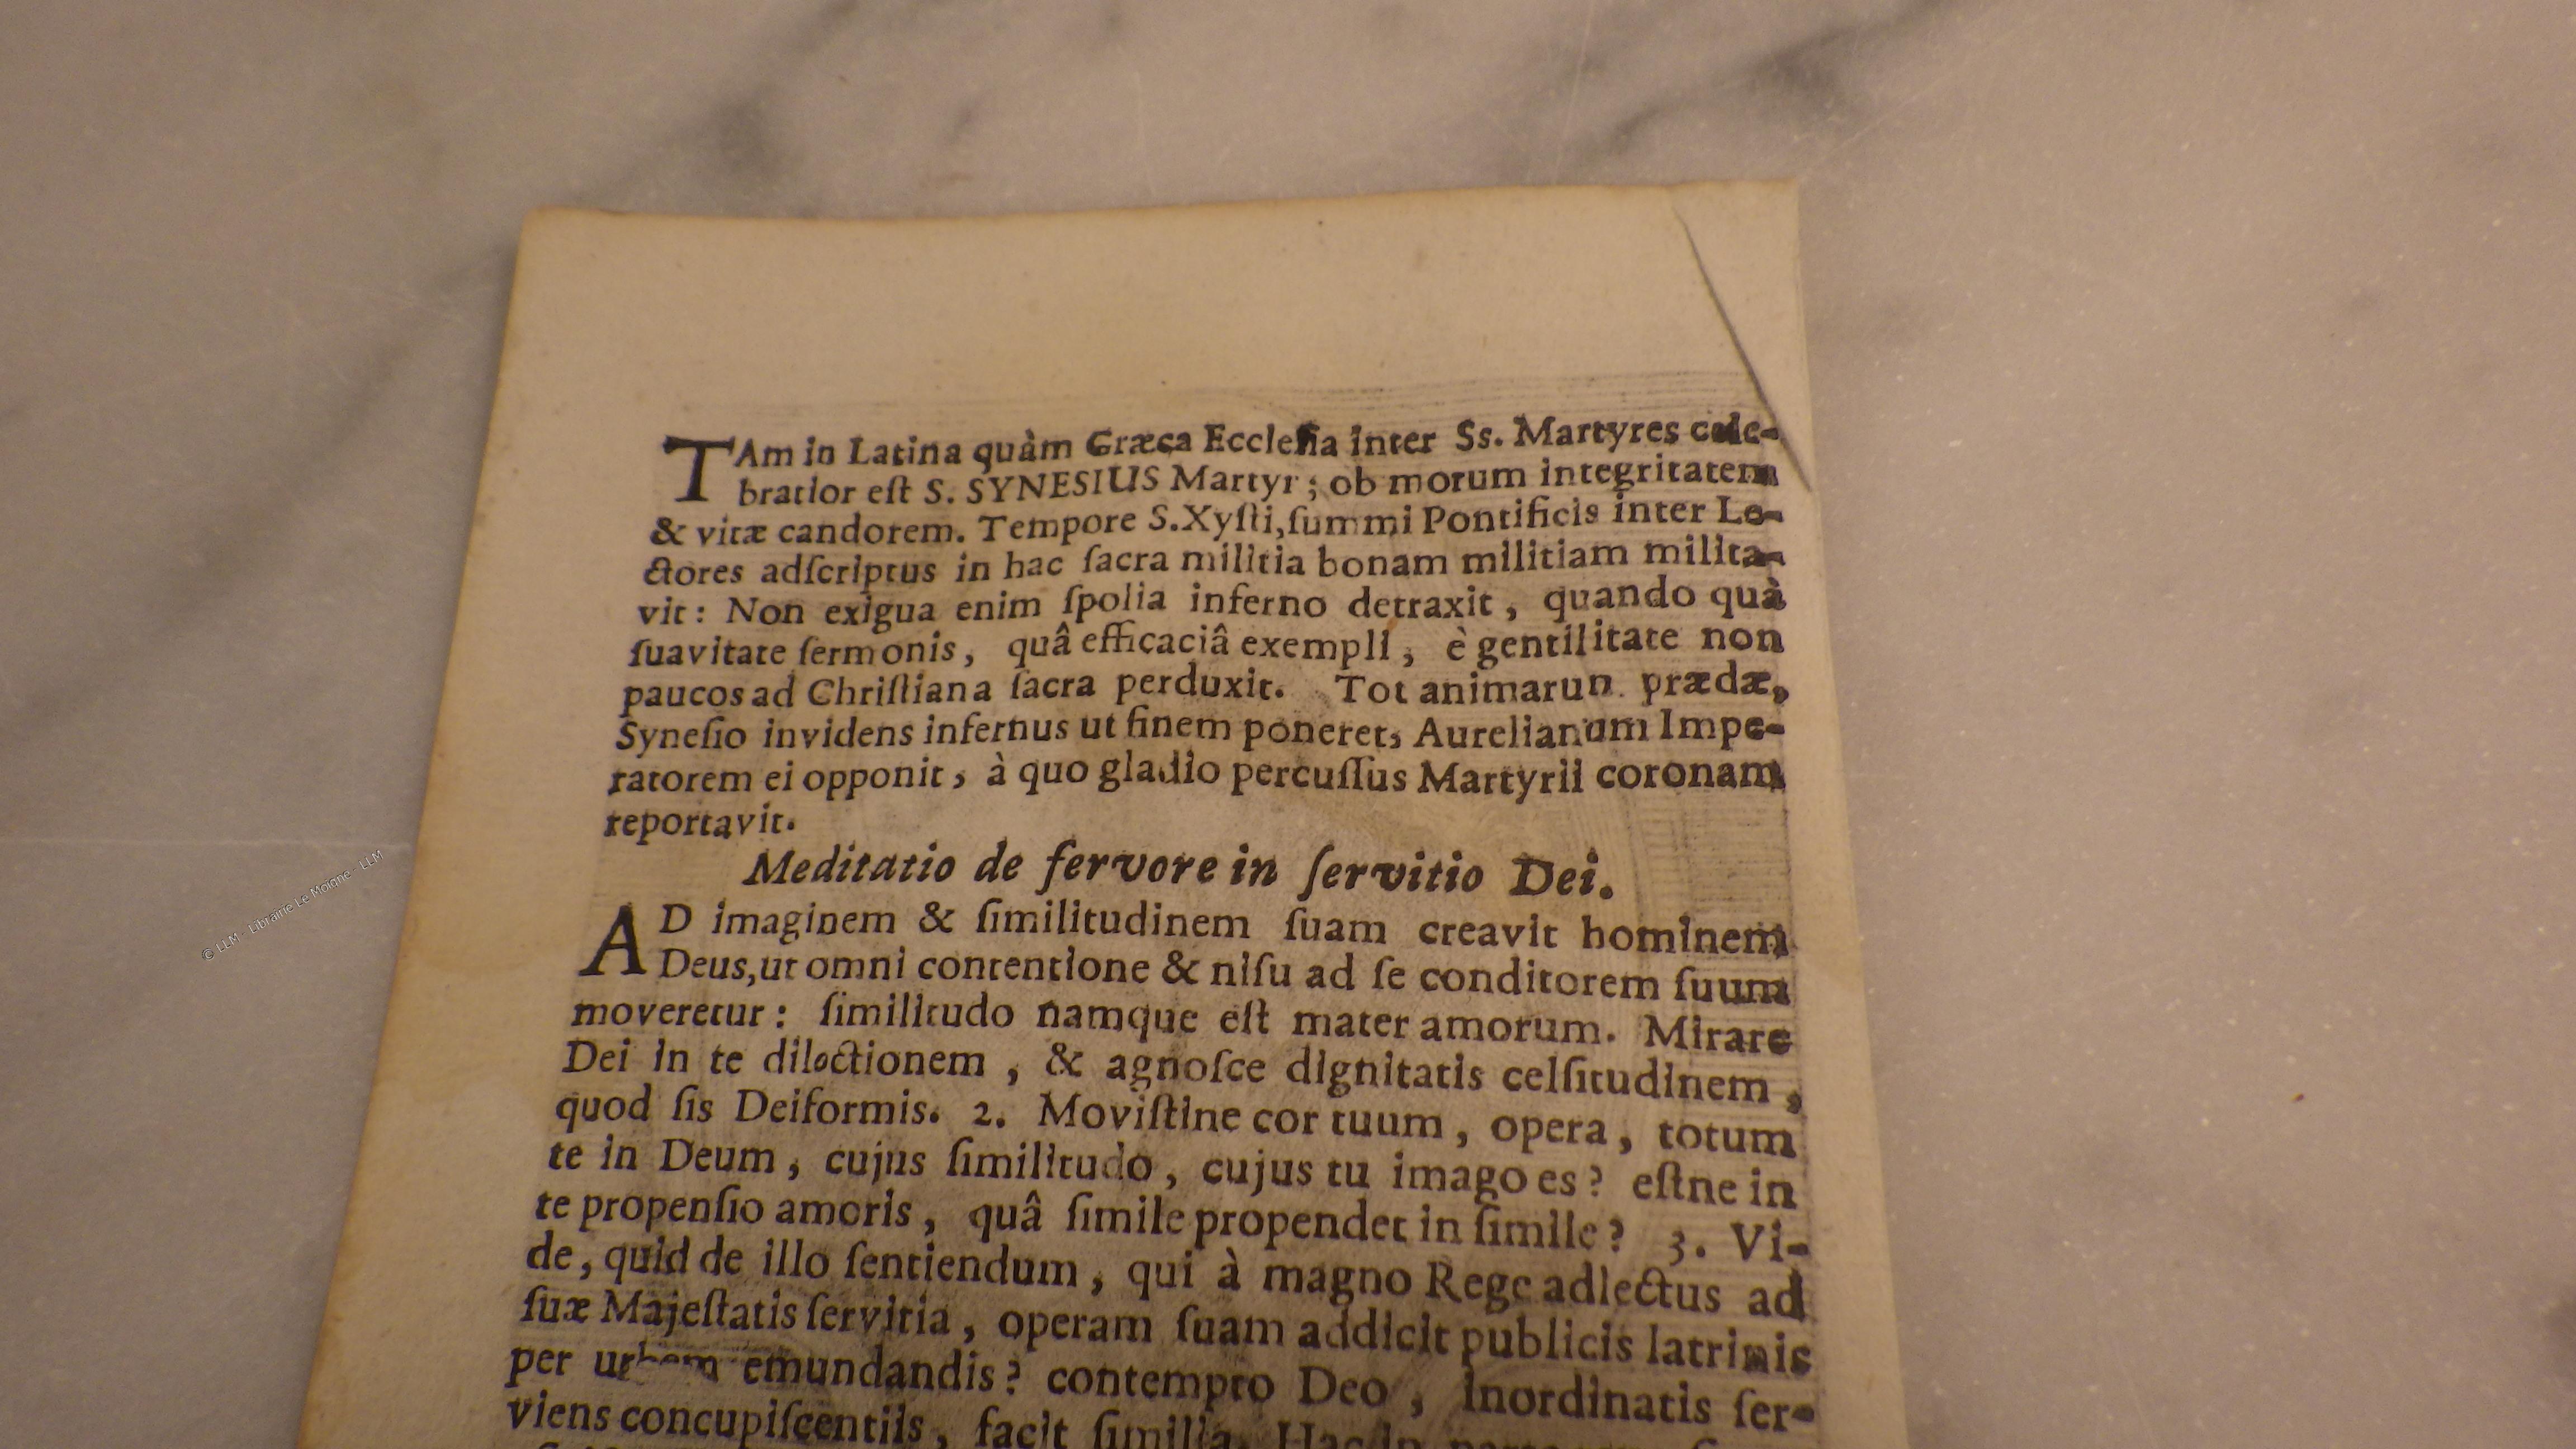 TAm in Latina quàm Græca Ecclesia inter Ss. Martyres cele-
bratior eſt S. SYNESIUS Martyr ; ob morum integritatem
& vitæ candorem. Tempore S.Xyſti,ſummi Pontificis inter Le-
ctores adſcriptus in hac ſacra militia bonam militiam milita-
vit : Non exigua enim ſpolia inferno detraxit , quando quà
ſuavitate ſermonis , quâ efficaciâ exempli , è gentilitate non
paucos ad Chriſtiana ſacra perduxit. Tot animarun. prædæ,
Syneſio invidens infernus ut finem poneret, Aurelianum Impe-
ratorem ei opponit , à quo gladio percuſſus Martyrii coronam
reportavit.
Meditatio de fervore in ſervitio Dei.
AD imaginem & ſimilitudinem ſuam creavit hominem
Deus,ut omni contentione & niſu ad ſe conditorem ſuum
moveretur : ſimilitudo namque eſt mater amorum. Mirare
Dei in te dilectionem , & agnoſce dignitatis celſitudinem ,
quod ſis Deiformis. 2. Moviſtine cor tuum , opera , totum
te in Deum , cujus ſimilitudo , cujus tu imago es ? eſtne in
te propenſio amoris , quâ ſimile propendet in ſimile ? 3. Vi-
de , quid de illo ſentiendum , qui à magno Rege adlectus ad
ſuæ Majeſtatis ſervitia , operam ſuam addicit publicis latrinis
per urbem emundandis ? contempto Deo , inordinatis ſer-
viens concupiſcentiis , facit ſimilia. Hac in
© LLM - Librairie Le Moigne - LLM